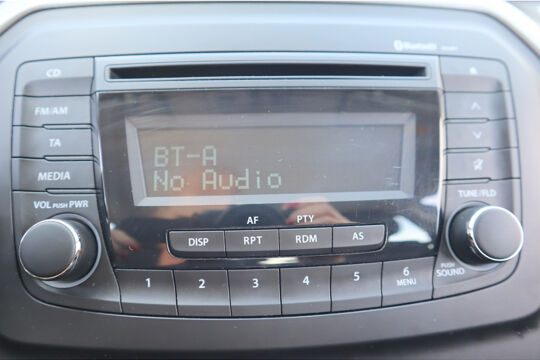 Bluetooth
CD
FM/AM
TA
MEDIA
VOL PUSH PWR
BT-A
No Audio
AF PTY
DISP RPT RDM AS
1 2 3 4 5 6
MENU
TUNE/FLD
PUSH
SOUND